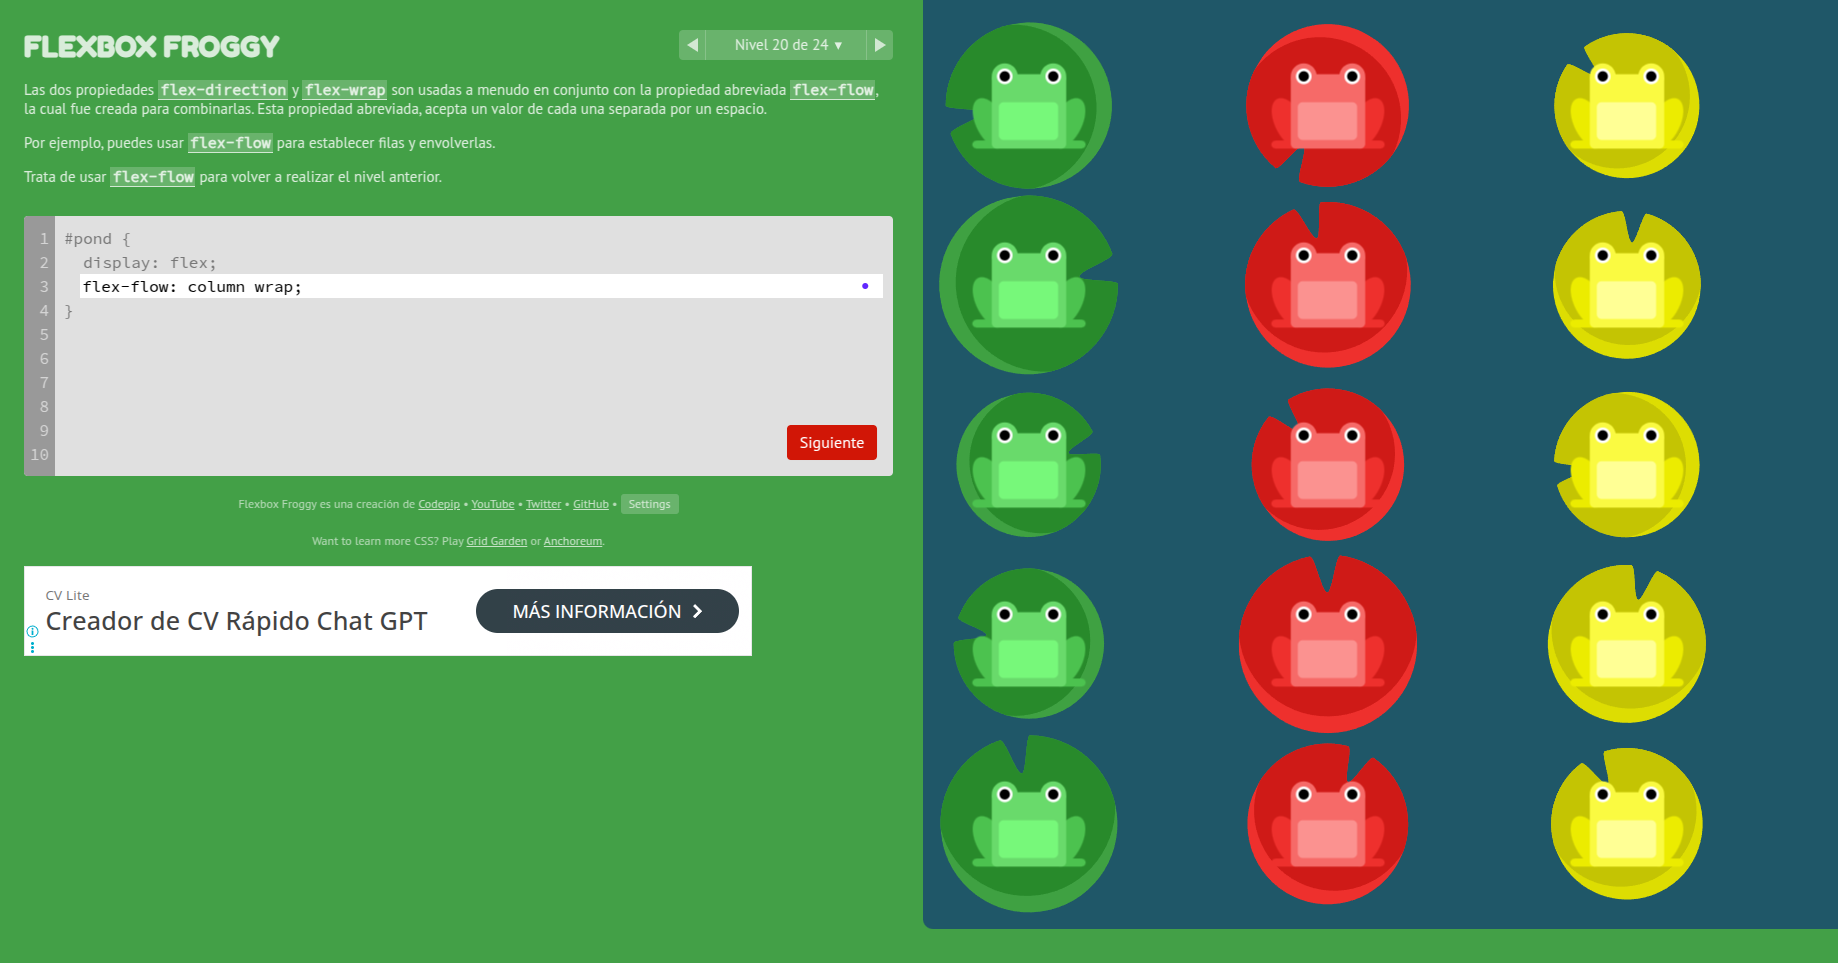 FLEXBOX FROGGY
◀ Nivel 20 de 24 ▼ ▶
Las dos propiedades flex-direction y flex-wrap son usadas a menudo en conjunto con la propiedad abreviada flex-flow,
la cual fue creada para combinarlas. Esta propiedad abreviada, acepta un valor de cada una separada por un espacio.
Por ejemplo, puedes usar flex-flow para establecer filas y envolverlas.
Trata de usar flex-flow para volver a realizar el nivel anterior.
1 #pond {
2 display: flex;
3 flex-flow: column wrap;
4 }
5
6
7
8
9
10
Siguiente
Flexbox Froggy es una creación de Codepip • YouTube • Twitter • GitHub • Settings
Want to learn more CSS? Play Grid Garden or Anchoreum.
CV Lite
Creador de CV Rápido Chat GPT
MÁS INFORMACIÓN